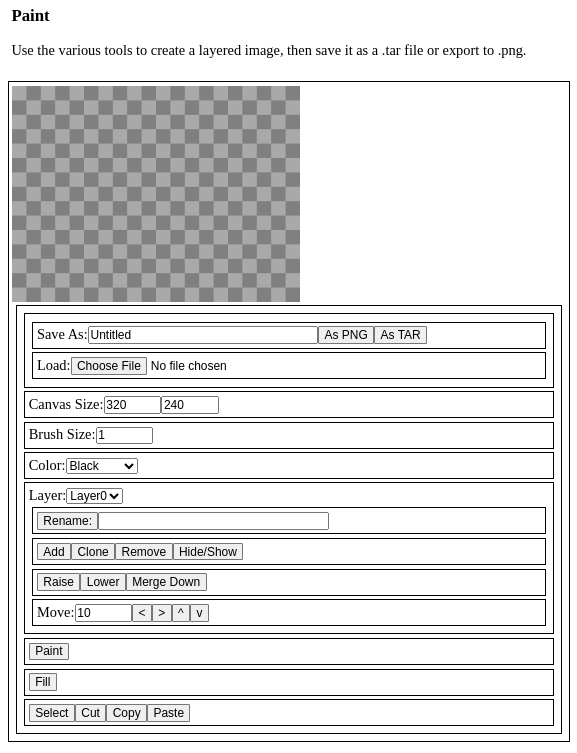 Paint
Use the various tools to create a layered image, then save it as a .tar file or export to .png.
Save As: Untitled As PNG As TAR
Load: Choose File No file chosen
Canvas Size: 320 240
Brush Size: 1
Color: Black
Layer: Layer0
Rename:
Add Clone Remove Hide/Show
Raise Lower Merge Down
Move: 10 < > ^ v
Paint
Fill
Select Cut Copy Paste